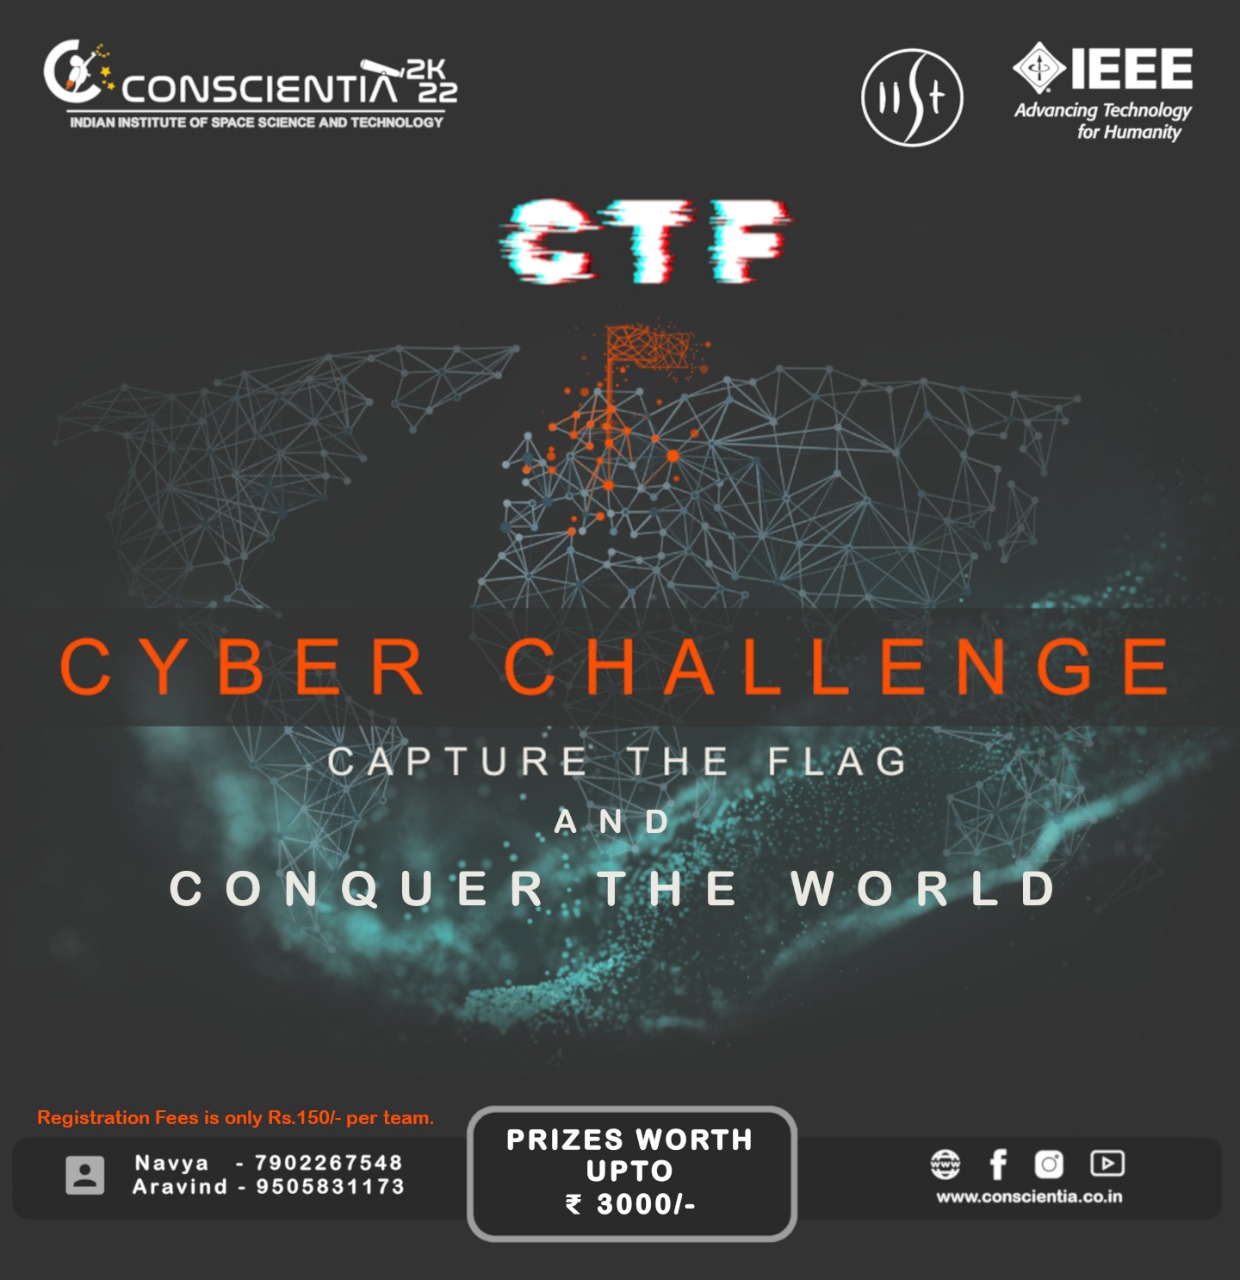 CONSCIENTIA 2K22
INDIAN INSTITUTE OF SPACE SCIENCE AND TECHNOLOGY
IISt
IEEE
Advancing Technology
for Humanity
CTF
CYBER CHALLENGE
CAPTURE THE FLAG
AND
CONQUER THE WORLD
Registration Fees is only Rs.150/- per team.
Navya - 7902267548
Aravind - 9505831173
PRIZES WORTH
UPTO
₹ 3000/-
www
www.conscientia.co.in